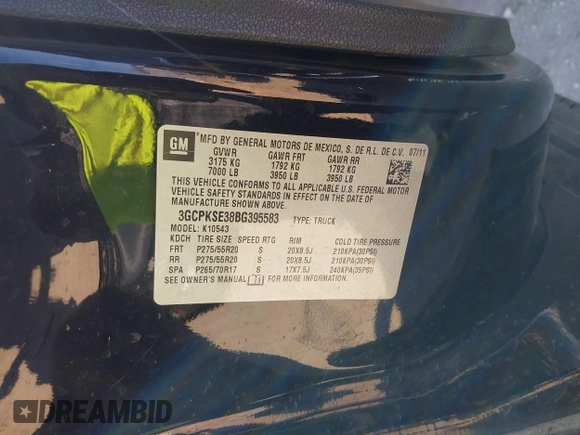 GM
MFD BY GENERAL MOTORS DE MEXICO, S. DE R.L. DE C.V. 07/11
GVWR GAWR FRT GAWR RR
3175 KG 1792 KG 1792 KG
7000 LB 3950 LB 3950 LB
THIS VEHICLE CONFORMS TO ALL APPLICABLE U.S. FEDERAL MOTOR
VEHICLE SAFETY STANDARDS IN EFFECT ON THE DATE OF
MANUFACTURE SHOWN ABOVE.
3GCPKSE38BG395583 TYPE: TRUCK
MODEL: K10543
KDCH TIRE SIZE SPEED RTG RIM COLD TIRE PRESSURE
FRT P275/55R20 S 20X8.5J 210KPA(30PSI)
RR P275/55R20 S 20X8.5J 210KPA(30PSI)
SPA P265/70R17 S 17X7.5J 240KPA(35PSI)
SEE OWNER'S MANUAL FOR MORE INFORMATION.
DREAMBID